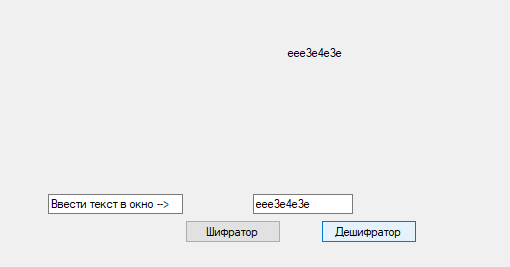 eee3e4e3e
Ввести текст в окно -->
eee3e4e3e
Шифратор
Дешифратор